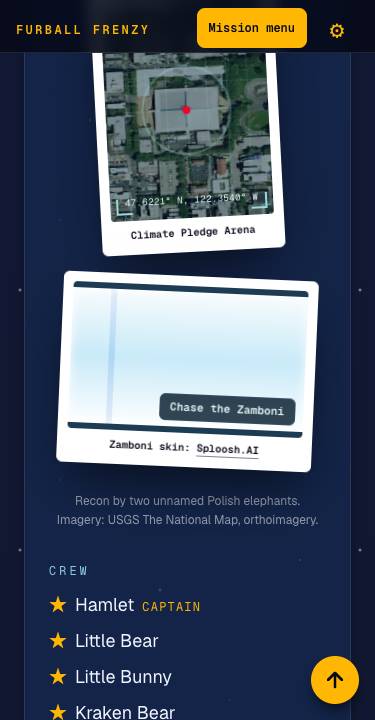 FURBALL FRENZY
Mission menu
47.6221° N, 122.3540° W
Climate Pledge Arena
Chase the Zamboni
Zamboni skin: Sploosh.AI
Recon by two unnamed Polish elephants.
Imagery: USGS The National Map, orthoimagery.
CREW
Hamlet CAPTAIN
Little Bear
Little Bunny
Kraken Bear